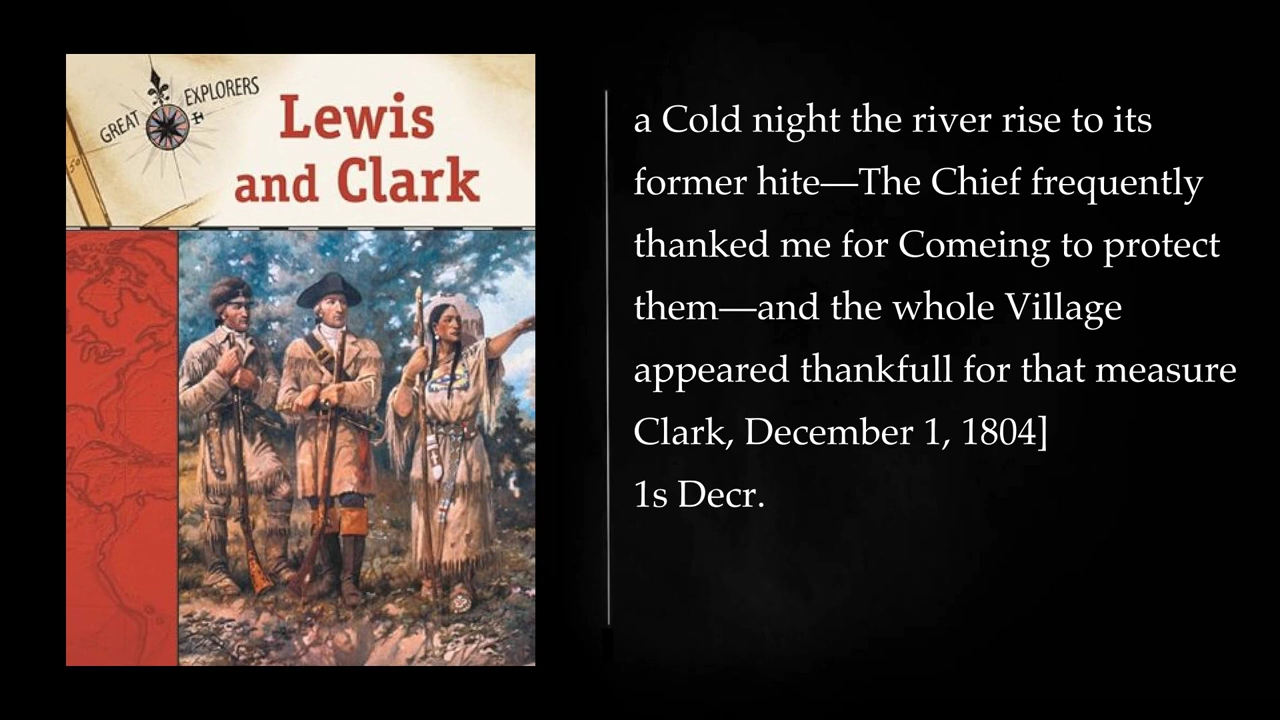 GREAT EXPLORERS
Lewis
and Clark
50
a Cold night the river rise to its
former hite—The Chief frequently
thanked me for Comeing to protect
them—and the whole Village
appeared thankfull for that measure
Clark, December 1, 1804]
1s Decr.